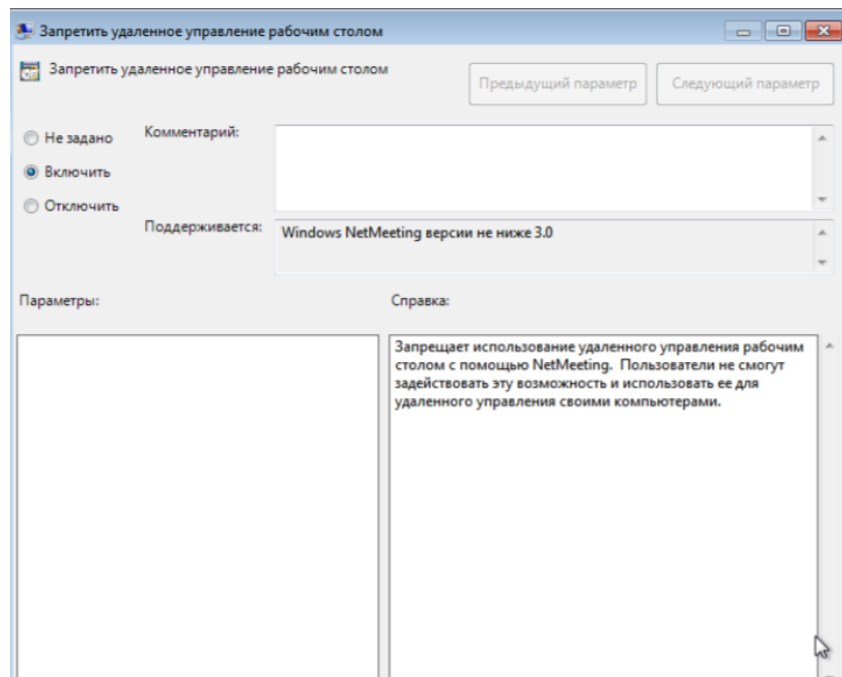 Запретить удаленное управление рабочим столом
Запретить удаленное управление рабочим столом
Предыдущий параметр
Следующий параметр
Не задано
Комментарий:
Включить
Отключить
Поддерживается:
Windows NetMeeting версии не ниже 3.0
Параметры:
Справка:
Запрещает использование удаленного управления рабочим
столом с помощью NetMeeting. Пользователи не смогут
задействовать эту возможность и использовать ее для
удаленного управления своими компьютерами.